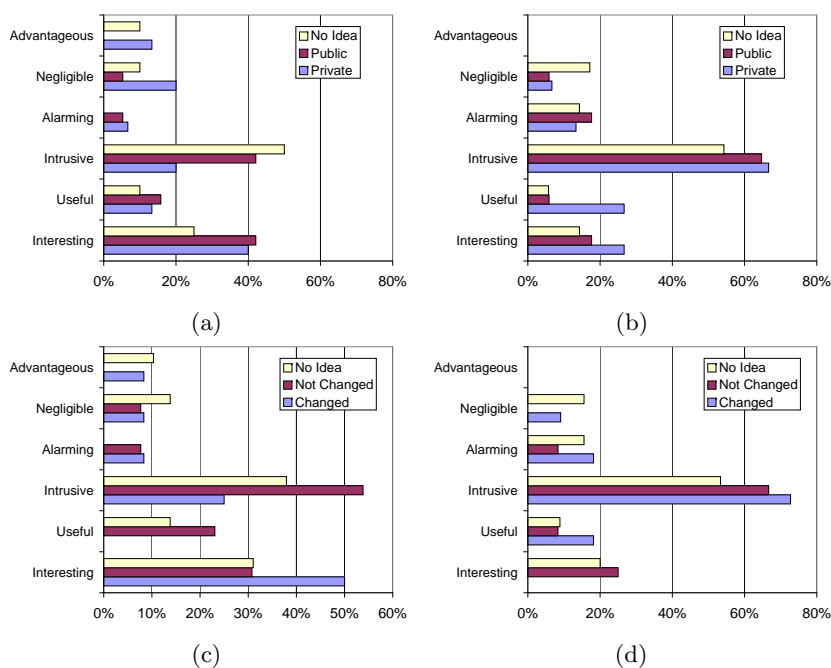 Advantageous
Negligible
Alarming
Intrusive
Useful
Interesting
No Idea
Public
Private
0% 20% 40% 60% 80%
(a)
Advantageous
Negligible
Alarming
Intrusive
Useful
Interesting
No Idea
Public
Private
0% 20% 40% 60% 80%
(b)
Advantageous
Negligible
Alarming
Intrusive
Useful
Interesting
No Idea
Not Changed
Changed
0% 10% 20% 30% 40% 50% 60%
(c)
Advantageous
Negligible
Alarming
Intrusive
Useful
Interesting
No Idea
Not Changed
Changed
0% 20% 40% 60% 80%
(d)